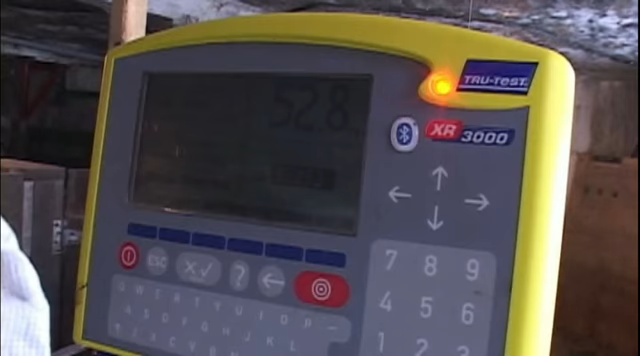 52.8
TRU-TEST
XR 3000
ESC
?
7 8 9
4 5 6
1 2 3
Q W E R T Y U I O P
A S D F G H J K L